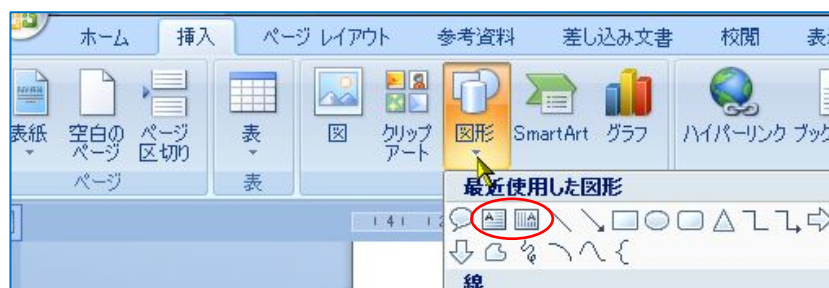 ホーム 挿入 ページ レイアウト 参考資料 差し込み文書 校閲
表紙 空白のページ ページ区切り 表 図 クリップアート 図形 SmartArt グラフ ハイパーリンク
ページ 表
最近使用した図形
4
線